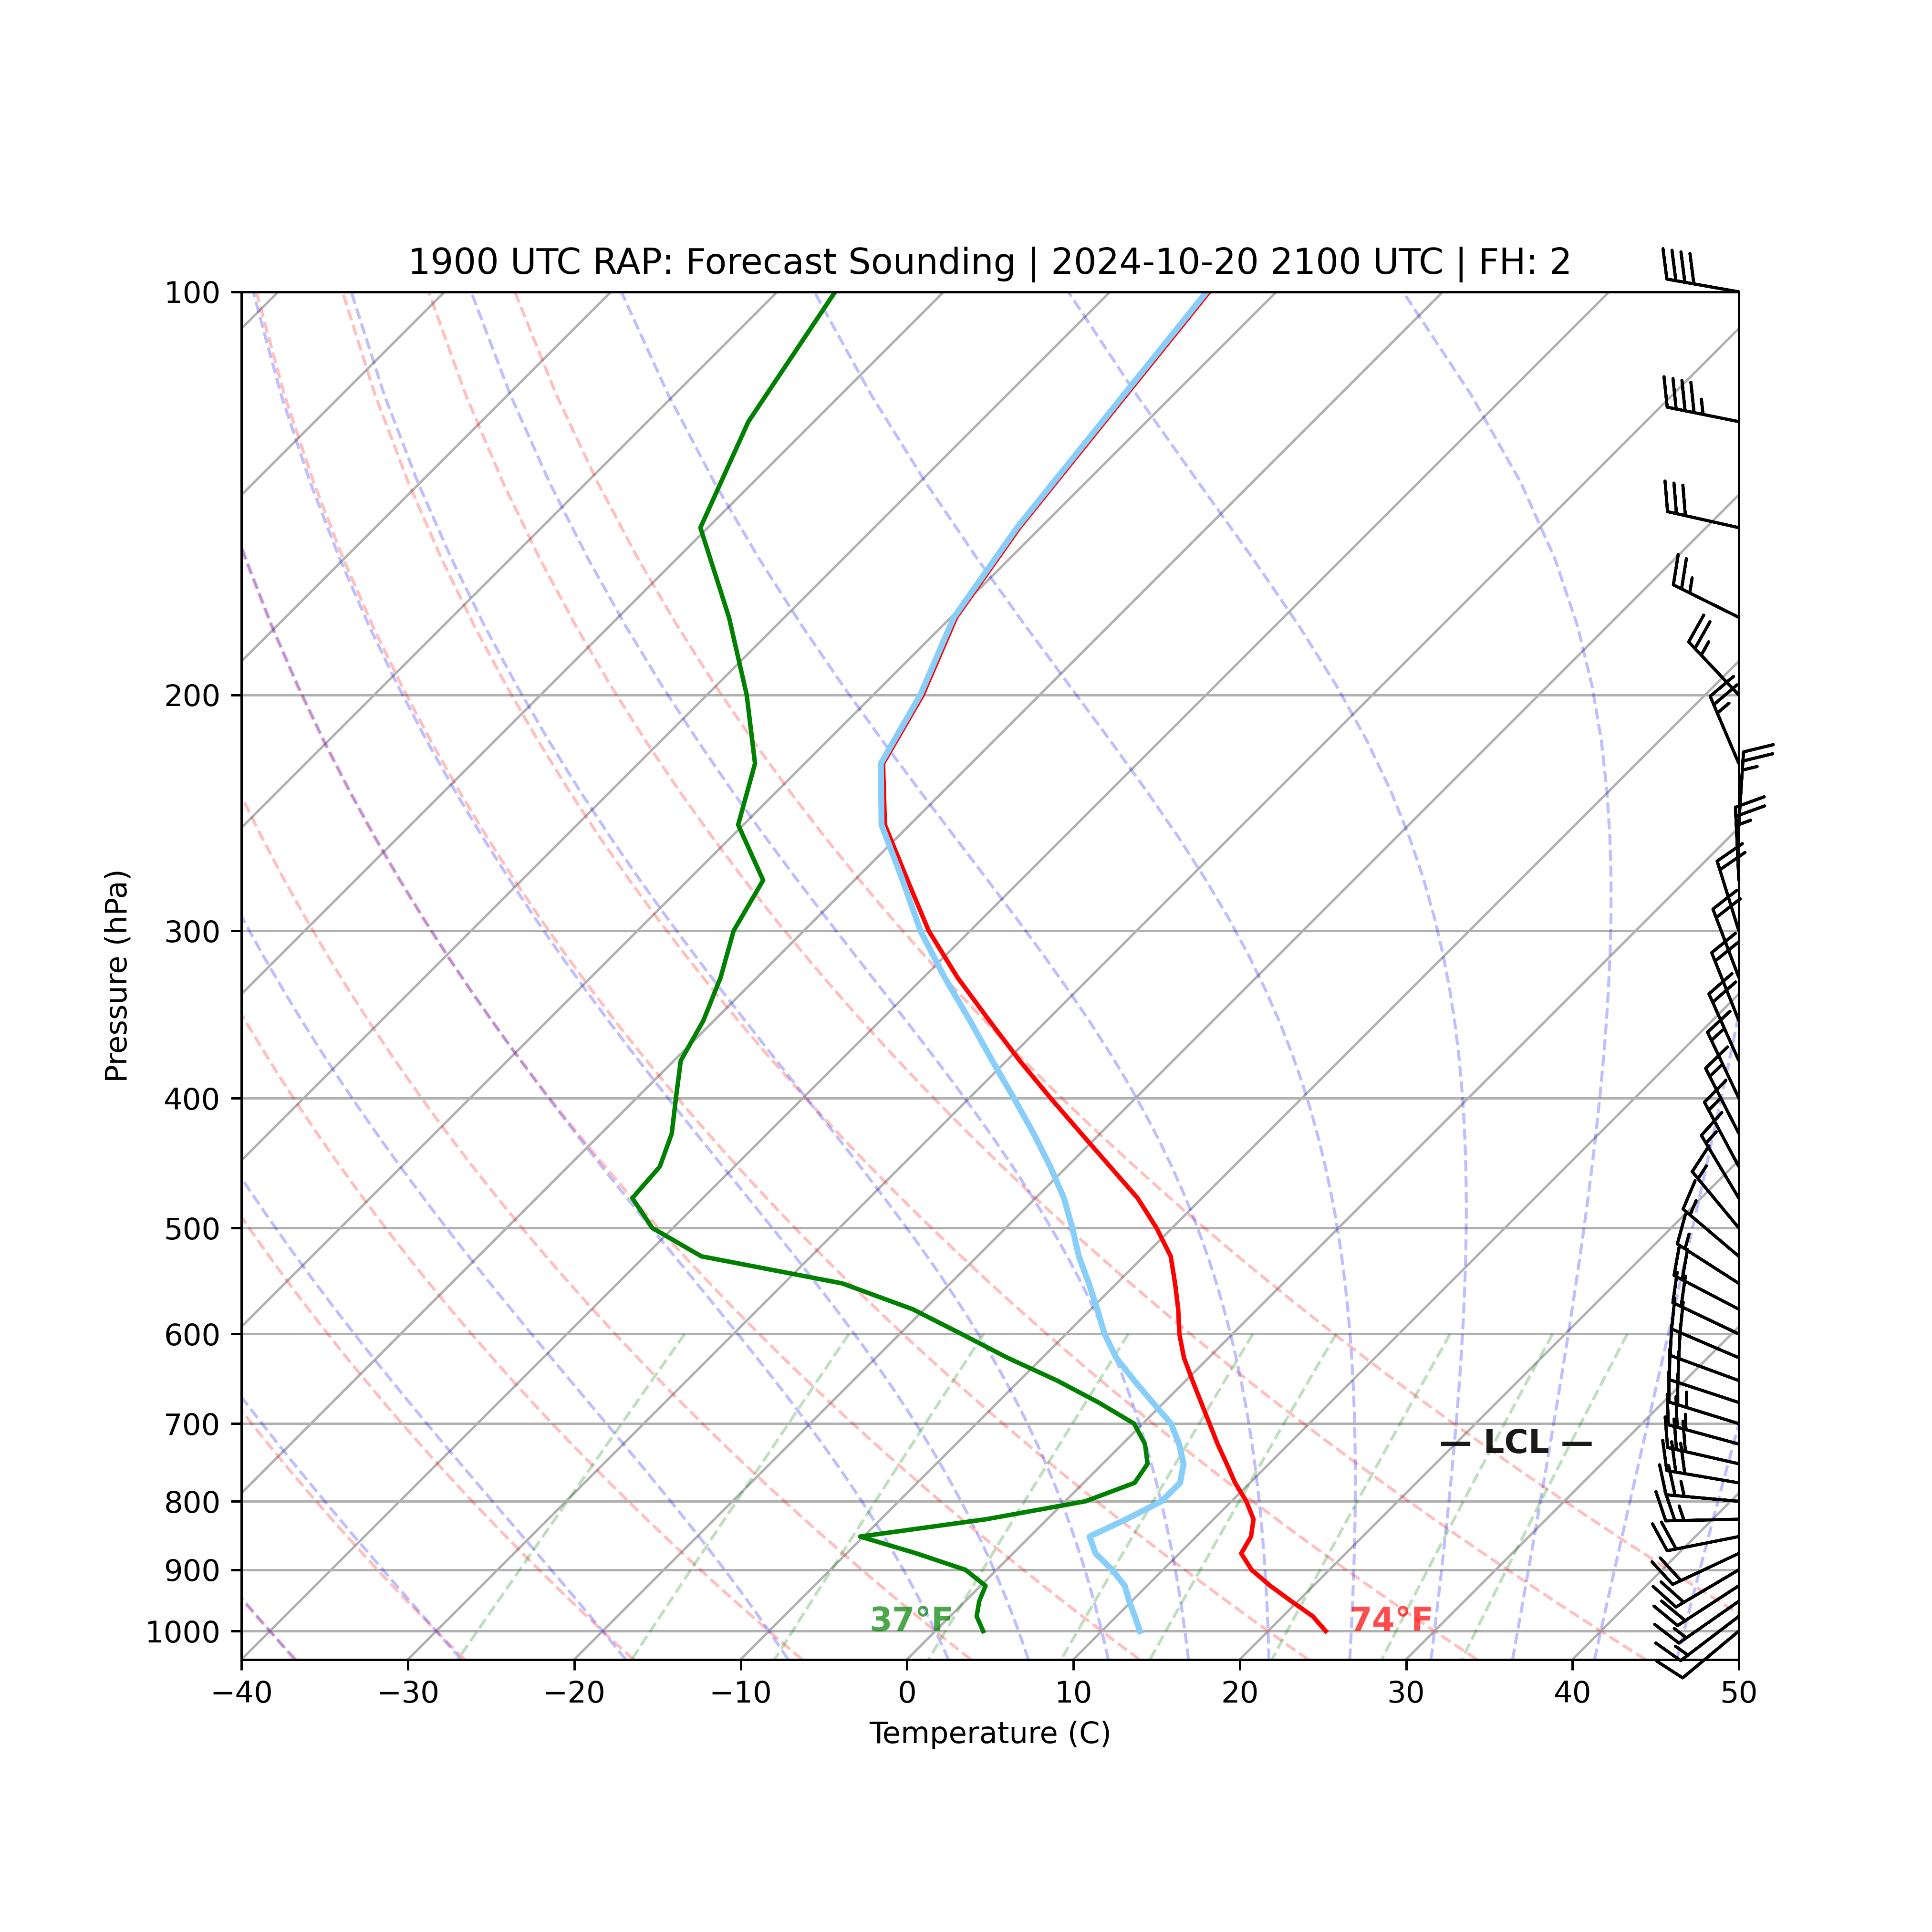 1900 UTC RAP: Forecast Sounding | 2024-10-20 2100 UTC | FH: 2
100
200
300
400
500
600
700
800
900
1000
Pressure (hPa)
— LCL —
37°F
74°F
−40 −30 −20 −10 0 10 20 30 40 50
Temperature (C)